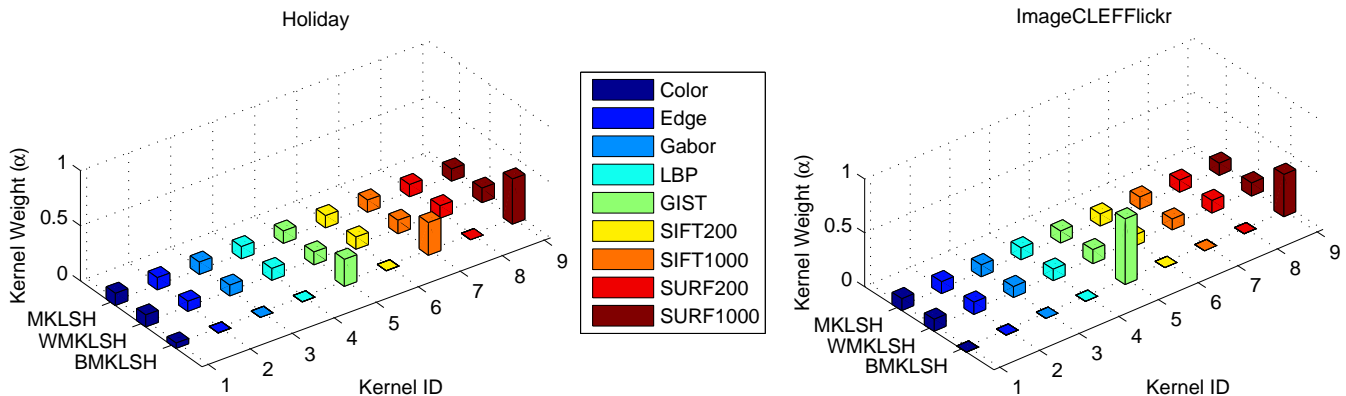 Holiday
Kernel Weight (α)
1
0.5
0
MKLSH
WMKLSH
BMKLSH
1
2
3
4
5
6
7
8
9
Kernel ID
Color
Edge
Gabor
LBP
GIST
SIFT200
SIFT1000
SURF200
SURF1000
ImageCLEFFlickr
Kernel Weight (α)
1
0.5
0
MKLSH
WMKLSH
BMKLSH
1
2
3
4
5
6
7
8
9
Kernel ID